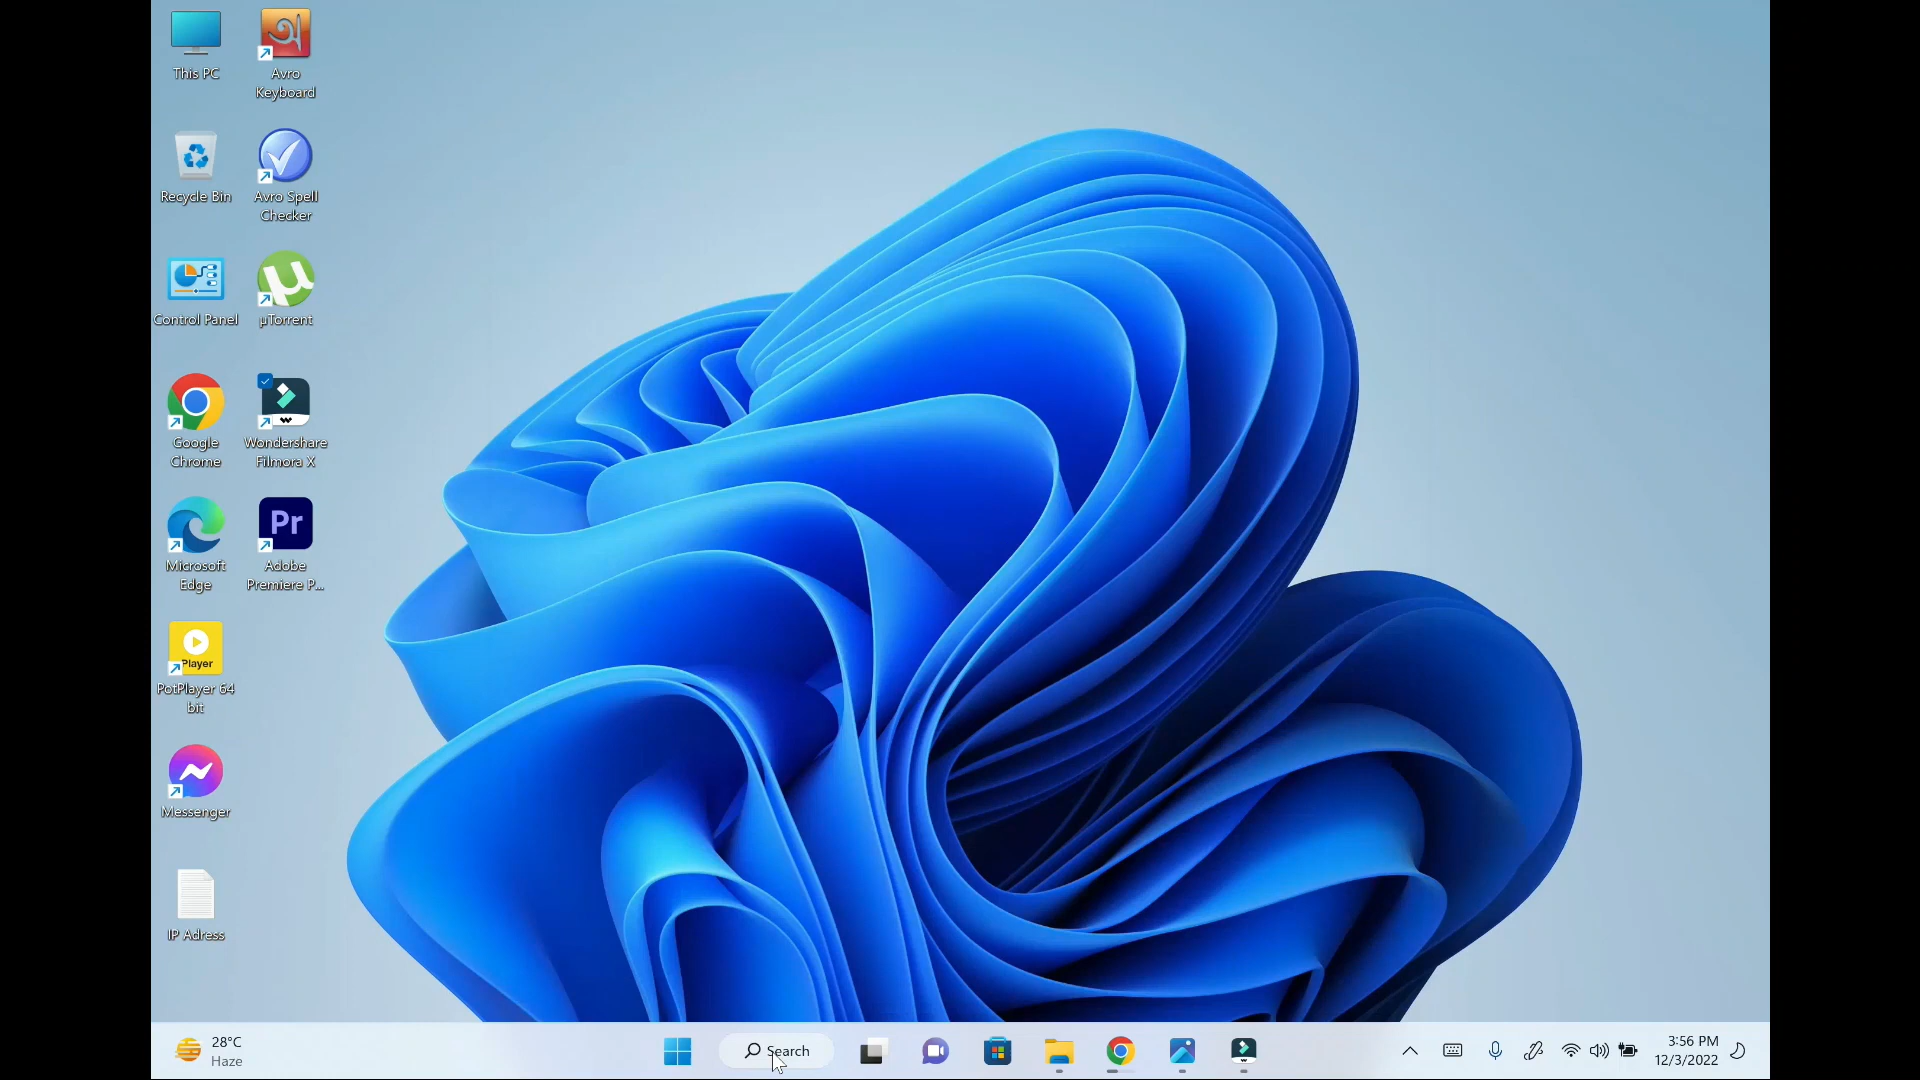 This PC
Avro
Keyboard
Recycle Bin
Avro Spell
Checker
Control Panel
µTorrent
Google
Chrome
Wondershare
Filmora X
Microsoft
Edge
Pr
Adobe
Premiere P...
Player
PotPlayer 64
bit
Messenger
IP Adress
28°C
Haze
Search
3:56 PM
12/3/2022